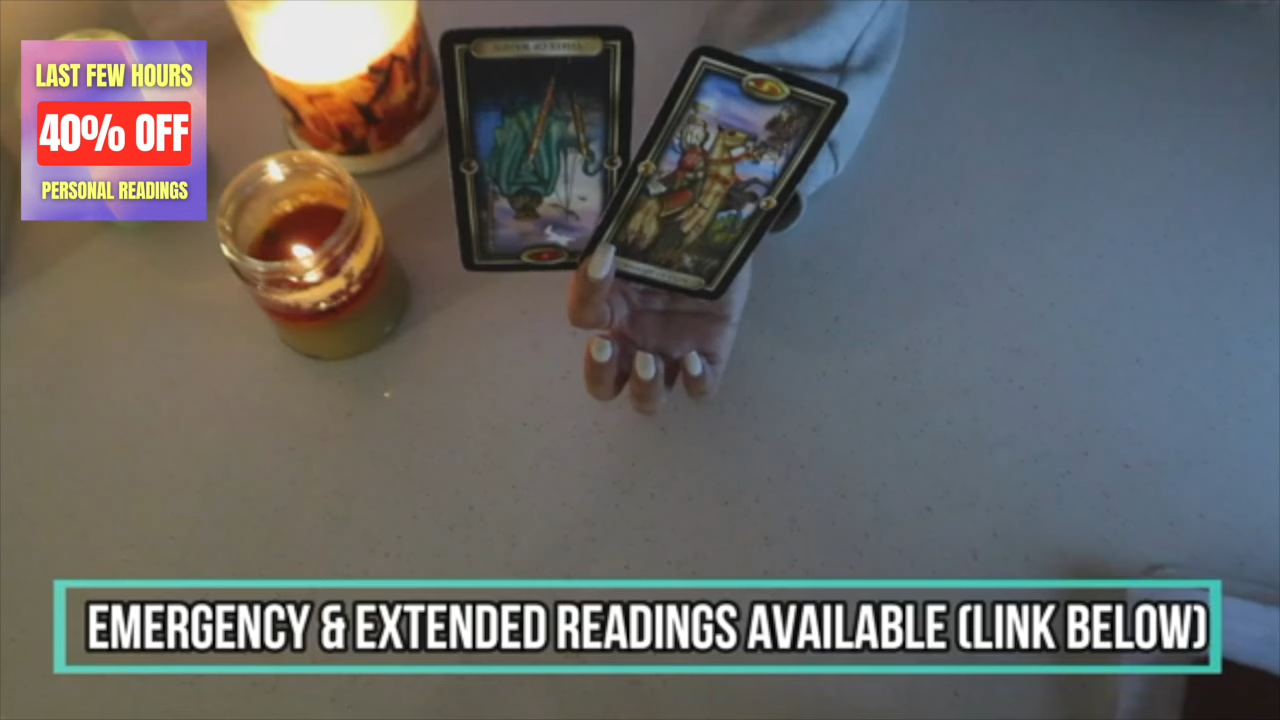 LAST FEW HOURS
40% OFF
PERSONAL READINGS
EMERGENCY & EXTENDED READINGS AVAILABLE (LINK BELOW)